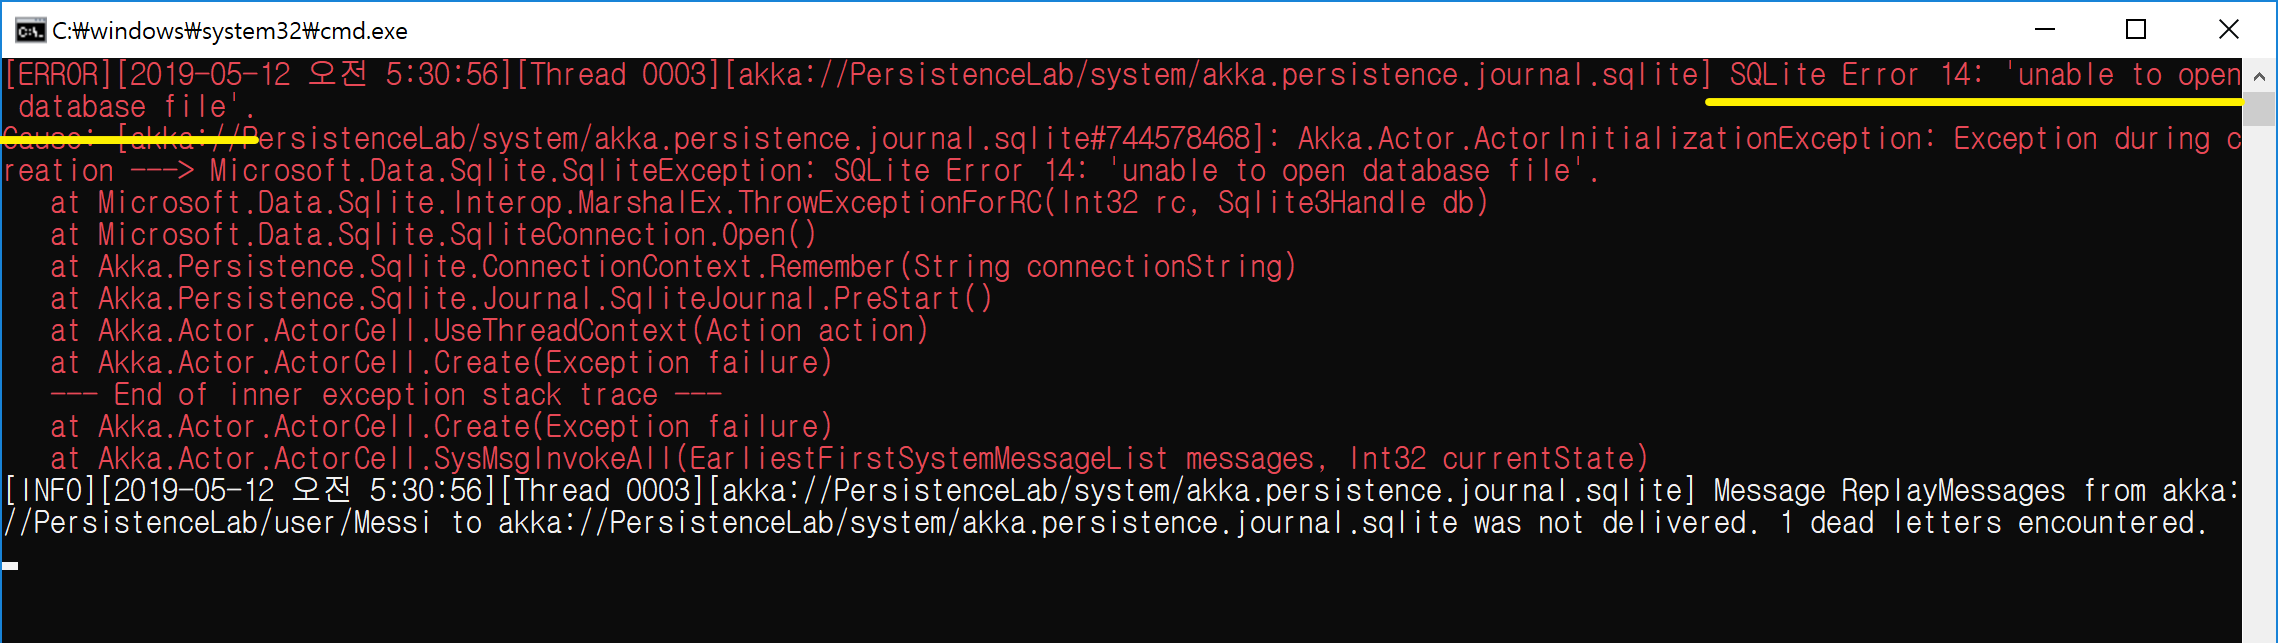 C:₩windows₩system32₩cmd.exe
[ERROR][2019-05-12 오전 5:30:56][Thread 0003][akka://PersistenceLab/system/akka.persistence.journal.sqlite] SQLite Error 14: 'unable to open
 database file'.
Cause: [akka://PersistenceLab/system/akka.persistence.journal.sqlite#744578468]: Akka.Actor.ActorInitializationException: Exception during c
reation ---> Microsoft.Data.Sqlite.SqliteException: SQLite Error 14: 'unable to open database file'.
   at Microsoft.Data.Sqlite.Interop.MarshalEx.ThrowExceptionForRC(Int32 rc, Sqlite3Handle db)
   at Microsoft.Data.Sqlite.SqliteConnection.Open()
   at Akka.Persistence.Sqlite.ConnectionContext.Remember(String connectionString)
   at Akka.Persistence.Sqlite.Journal.SqliteJournal.PreStart()
   at Akka.Actor.ActorCell.UseThreadContext(Action action)
   at Akka.Actor.ActorCell.Create(Exception failure)
   --- End of inner exception stack trace ---
   at Akka.Actor.ActorCell.Create(Exception failure)
   at Akka.Actor.ActorCell.SysMsgInvokeAll(EarliestFirstSystemMessageList messages, Int32 currentState)
[INFO][2019-05-12 오전 5:30:56][Thread 0003][akka://PersistenceLab/system/akka.persistence.journal.sqlite] Message ReplayMessages from akka:
//PersistenceLab/user/Messi to akka://PersistenceLab/system/akka.persistence.journal.sqlite was not delivered. 1 dead letters encountered.